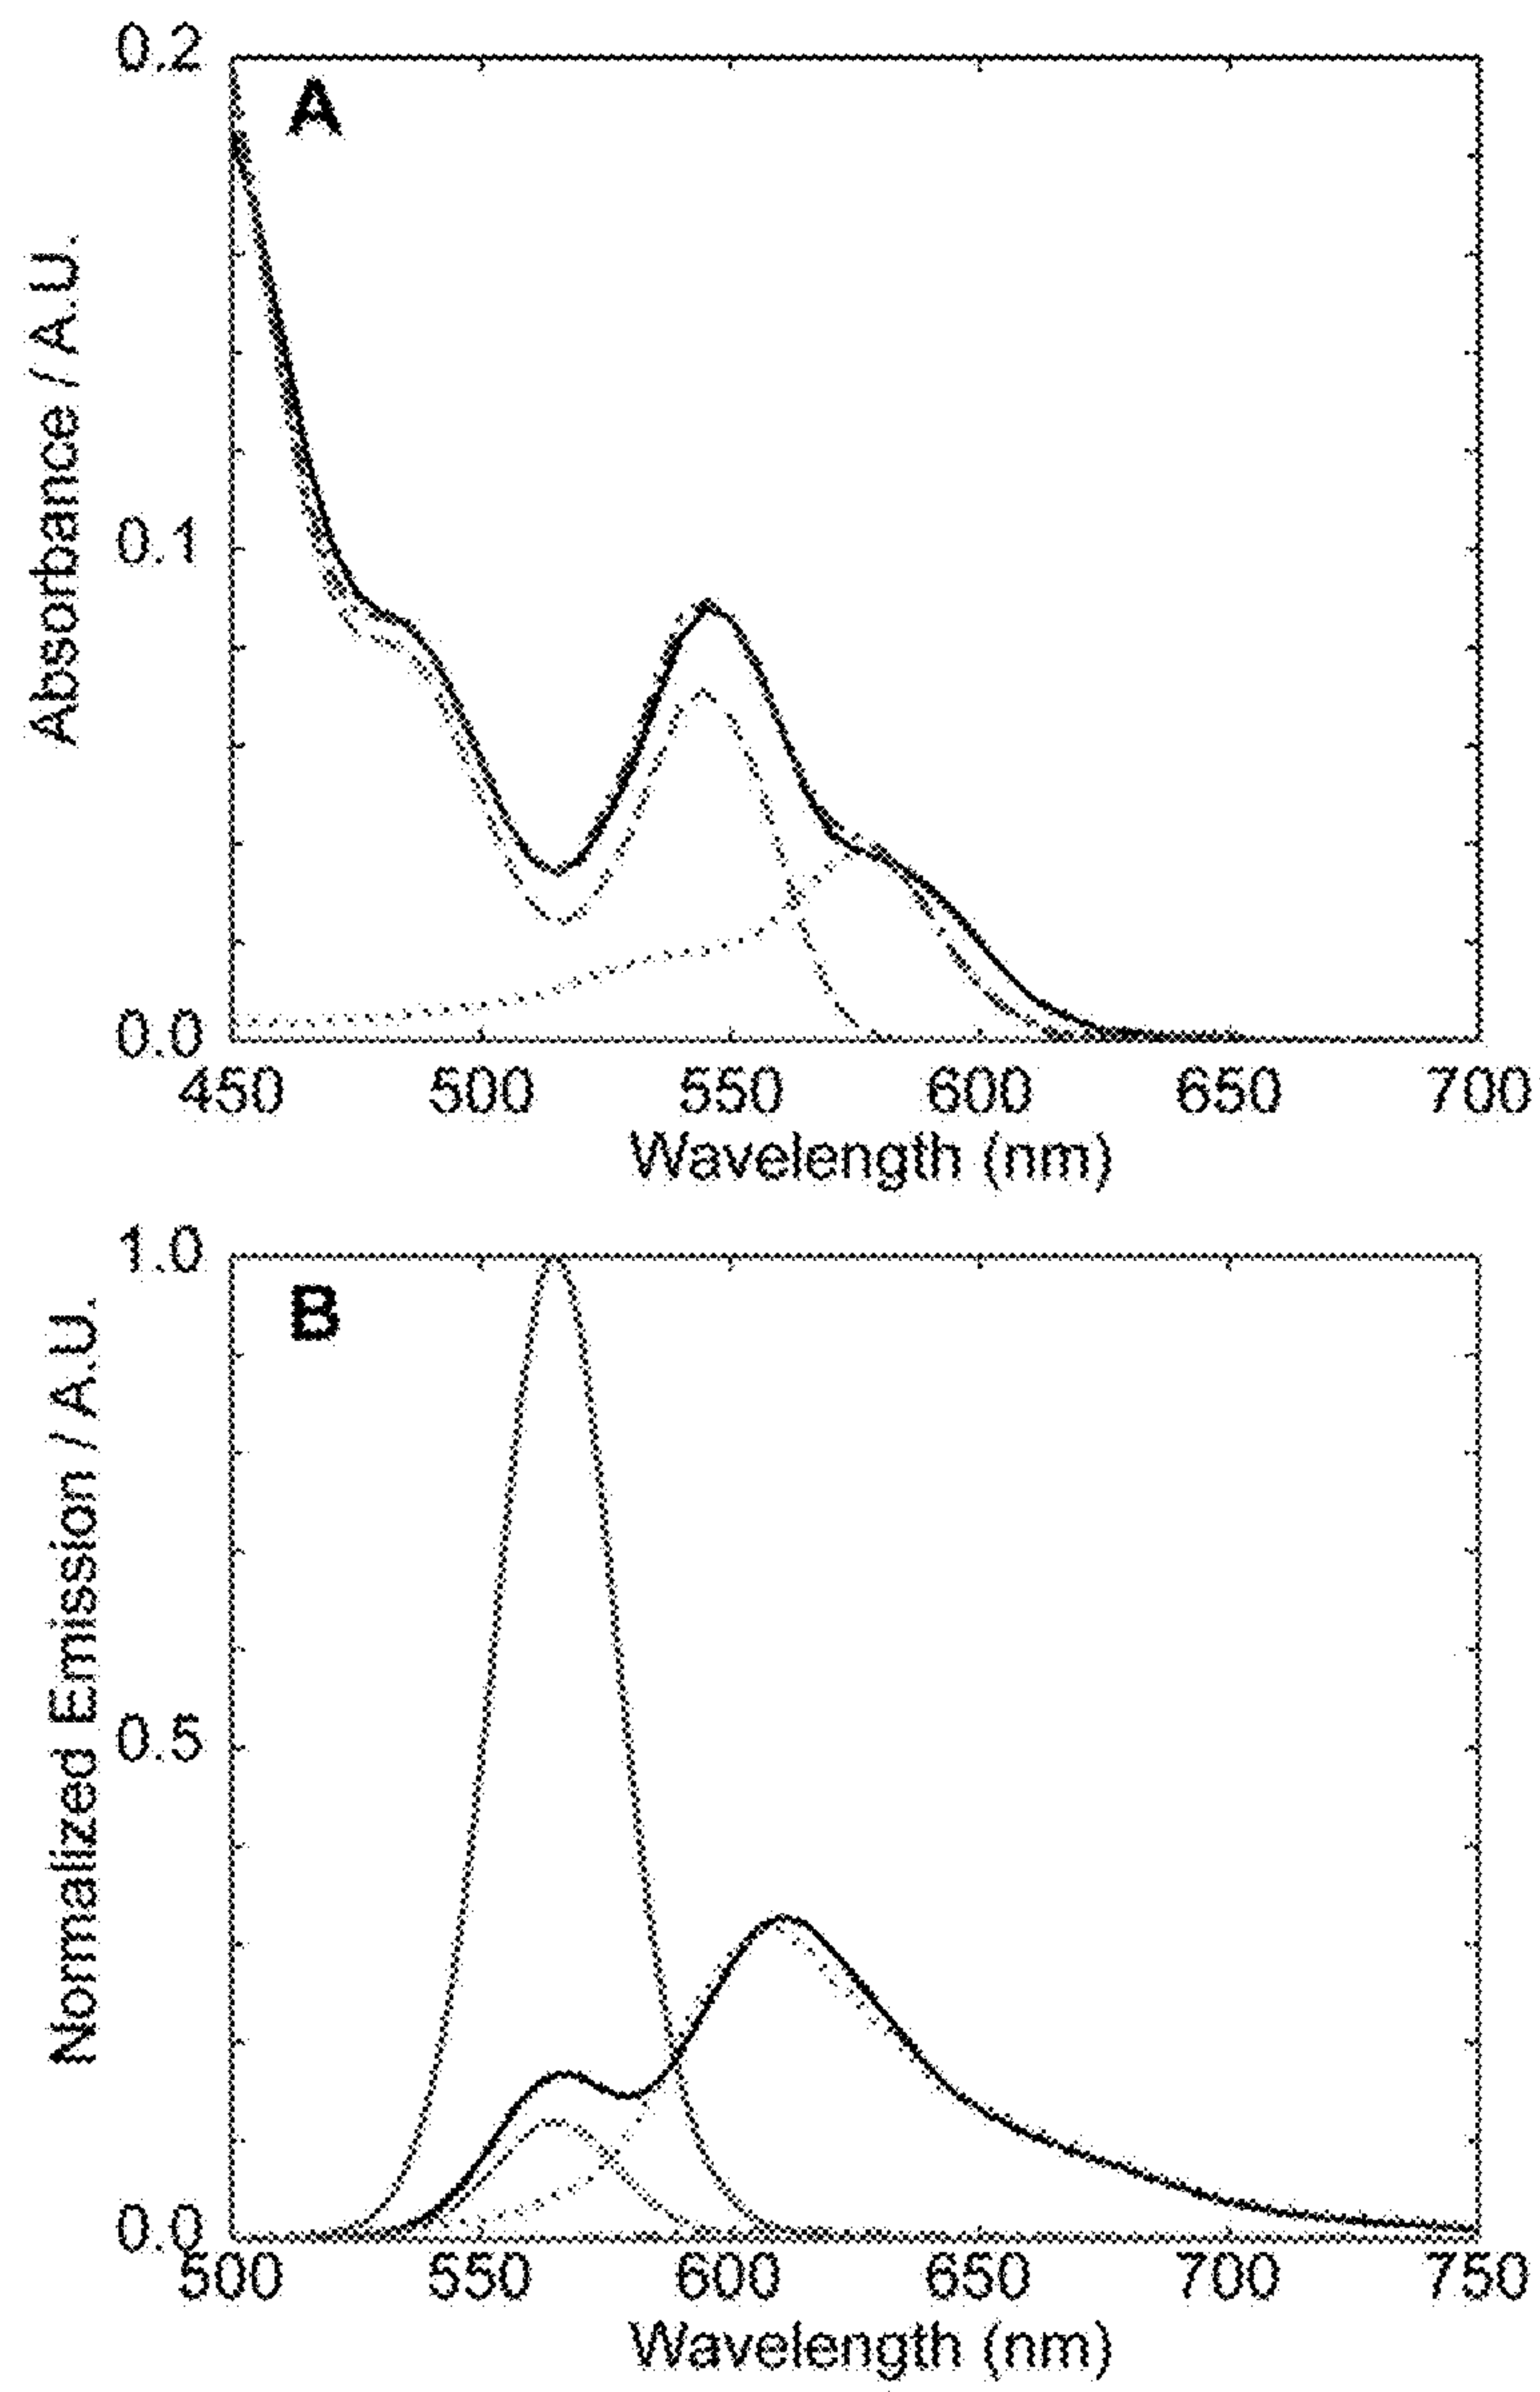 A
0.2
0.1
0.0
Absorbance / A.U.
450 500 550 600 650 700
Wavelength (nm)
B
1.0
0.5
0.0
Normalized Emission / A.U.
500 550 600 650 700 750
Wavelength (nm)